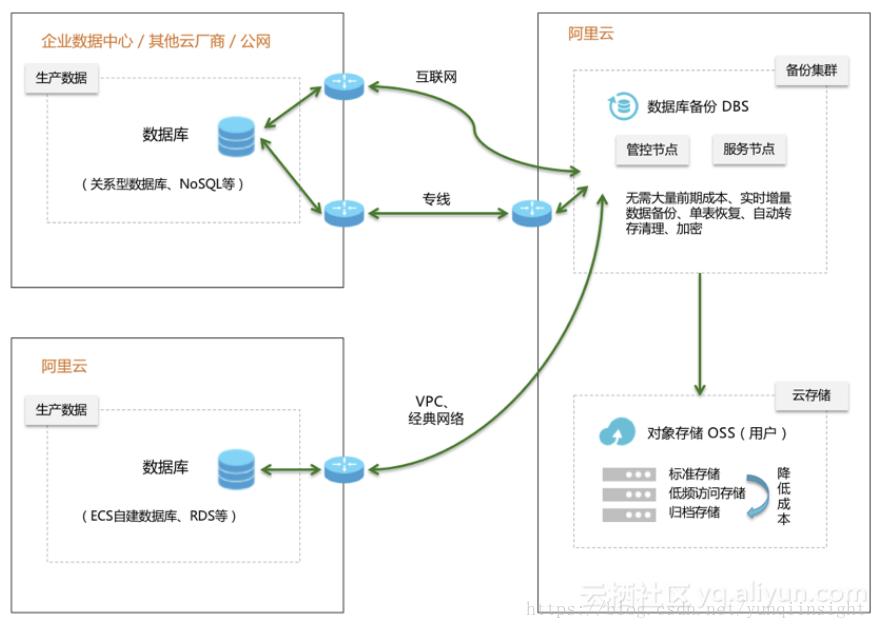 企业数据中心 / 其他云厂商 / 公网
生产数据
数据库
（ 关系型数据库、NoSQL等 ）
互联网
专线
阿里云
生产数据
数据库
（ ECS自建数据库、RDS等 ）
VPC、
经典网络
阿里云
备份集群
数据库备份 DBS
管控节点
服务节点
无需大量前期成本、实时增量
数据备份、单表恢复、自动转
存清理、加密
云存储
对象存储 OSS（ 用户 ）
标准存储
低频访问存储
归档存储
降
低
成
本
云栖社区 yq.aliyun.com
https://blog.csdn.net/yunqiinsight